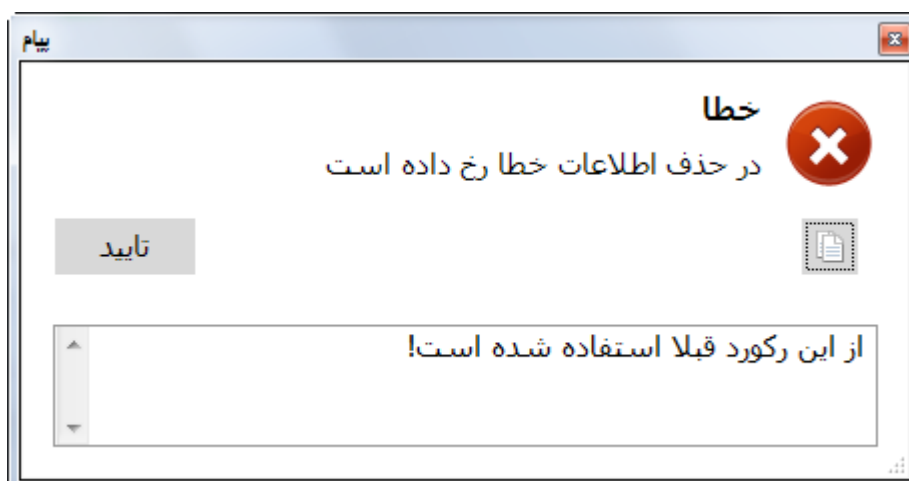 پیام
خطا
در حذف اطلاعات خطا رخ داده است
تایید
از این رکورد قبلا استفاده شده است!